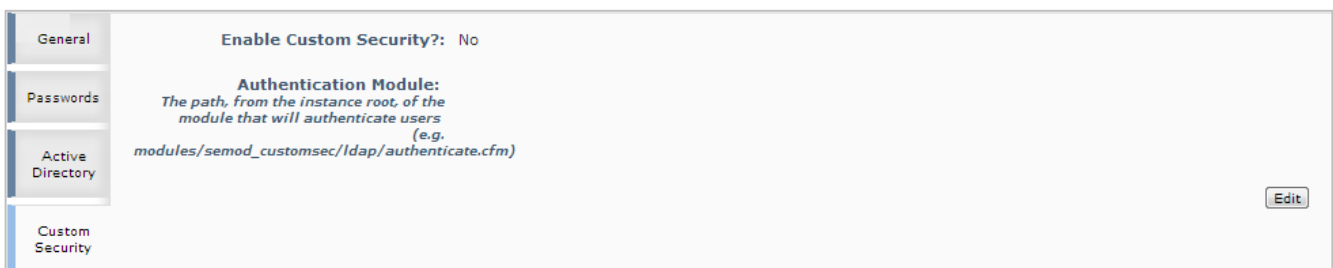 General
Enable Custom Security?: No
Passwords
Authentication Module:
The path, from the instance root, of the
module that will authenticate users
(e.g.
modules/semod_customsec/ldap/authenticate.cfm)
Active
Directory
Edit
Custom
Security